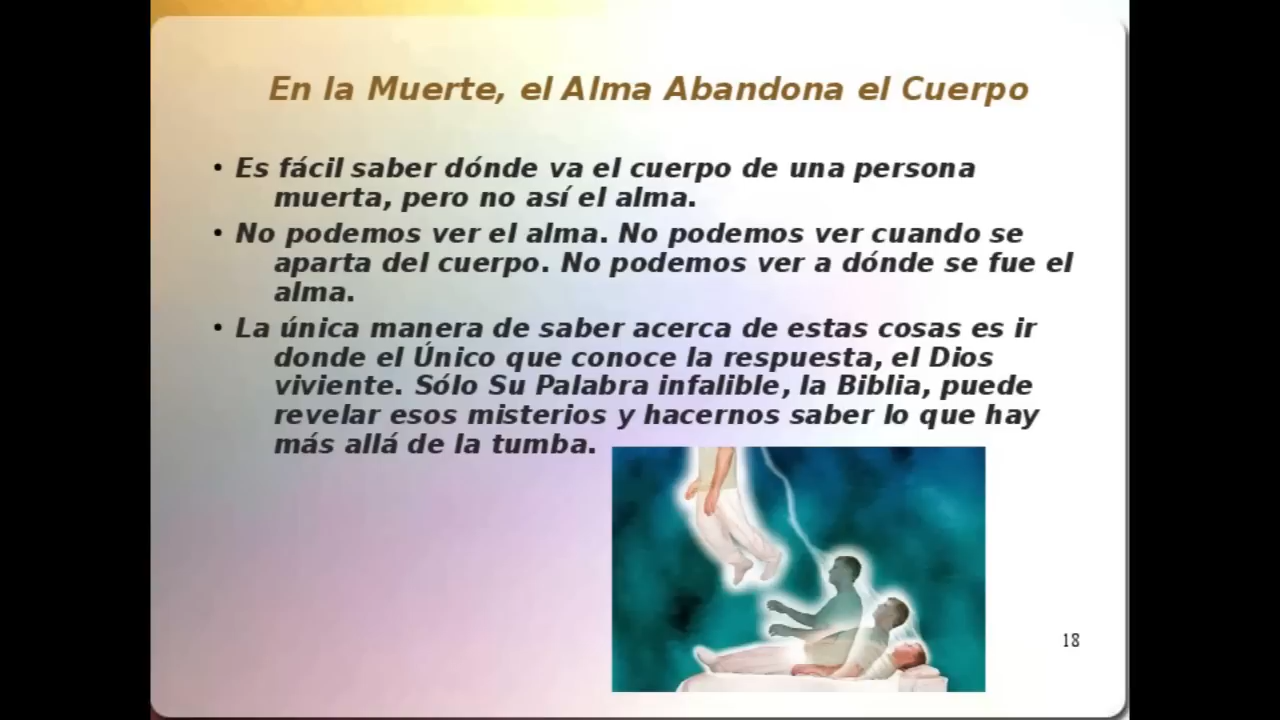 En la Muerte, el Alma Abandona el Cuerpo
• Es fácil saber dónde va el cuerpo de una persona
muerta, pero no así el alma.
• No podemos ver el alma. No podemos ver cuando se
aparta del cuerpo. No podemos ver a dónde se fue el
alma.
• La única manera de saber acerca de estas cosas es ir
donde el Único que conoce la respuesta, el Dios
viviente. Sólo Su Palabra infalible, la Biblia, puede
revelar esos misterios y hacernos saber lo que hay
más allá de la tumba.
18